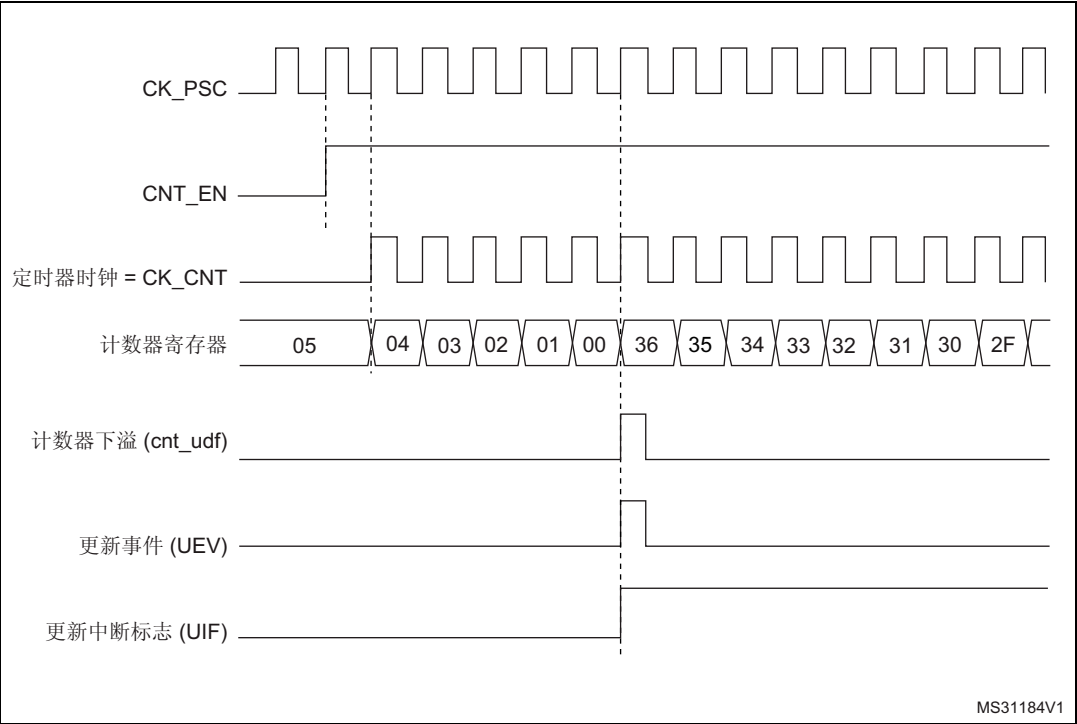 CK_PSC
CNT_EN
定时器时钟 = CK_CNT
计数器寄存器 05 04 03 02 01 00 36 35 34 33 32 31 30 2F
计数器下溢 (cnt_udf)
更新事件 (UEV)
更新中断标志 (UIF)
MS31184V1